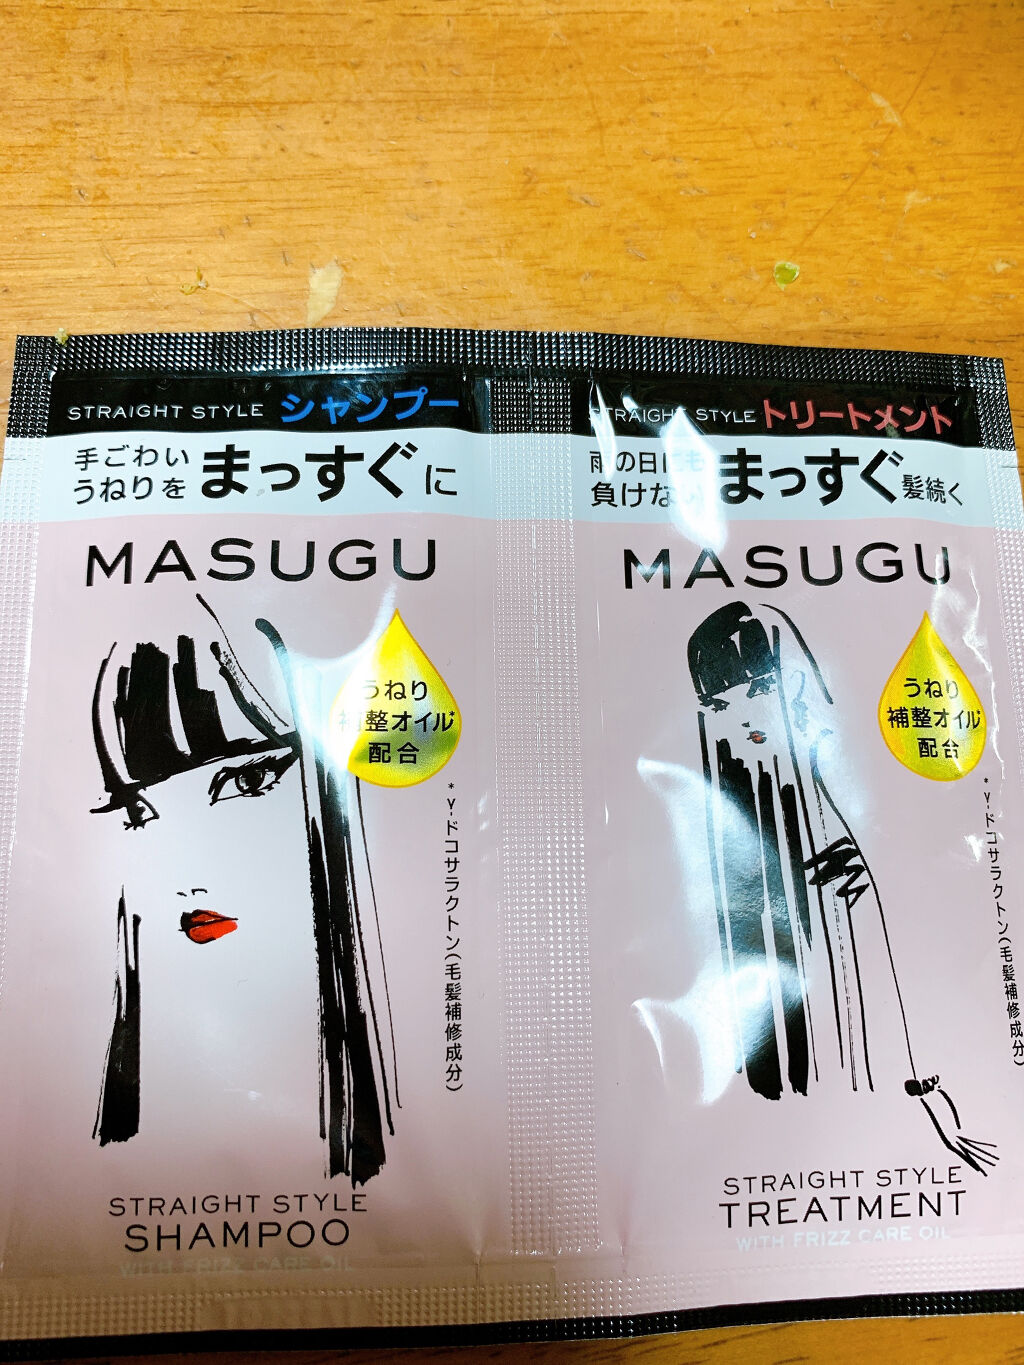 STRAIGHT STYLE シャンプー
手ごわい
うねりを まっすぐに
MASUGU
うねり
補整オイル*
配合
*γ-ドコサラクトン(毛髪補修成分)
STRAIGHT STYLE
SHAMPOO
WITH FRIZZ CARE OIL
STRAIGHT STYLE トリートメント
雨の日にも
負けない まっすぐ髪続く
MASUGU
うねり
補整オイル*
配合
*γ-ドコサラクトン(毛髪補修成分)
STRAIGHT STYLE
TREATMENT
WITH FRIZZ CARE OIL